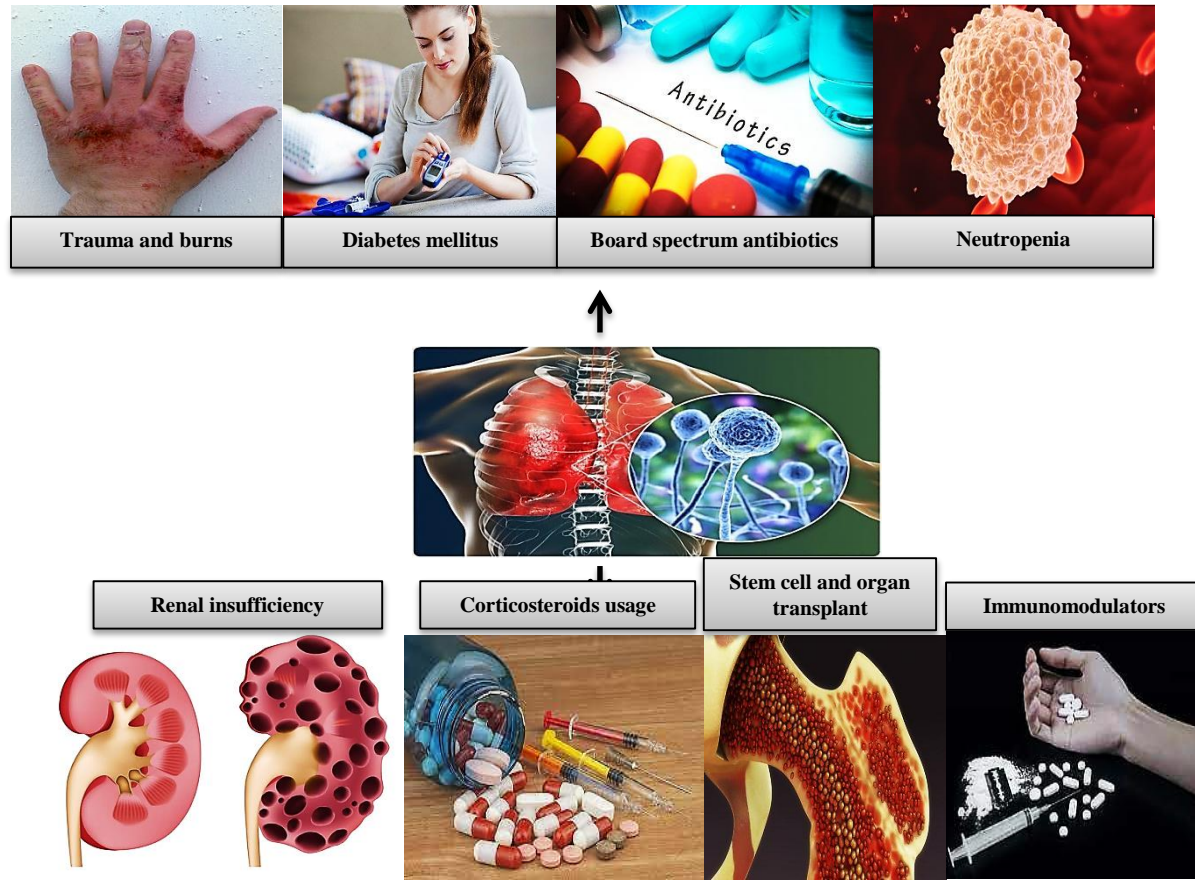 Antibiotics
Trauma and burns
Diabetes mellitus
Board spectrum antibiotics
Neutropenia
Renal insufficiency
Corticosteroids usage
Stem cell and organ
transplant
Immunomodulators